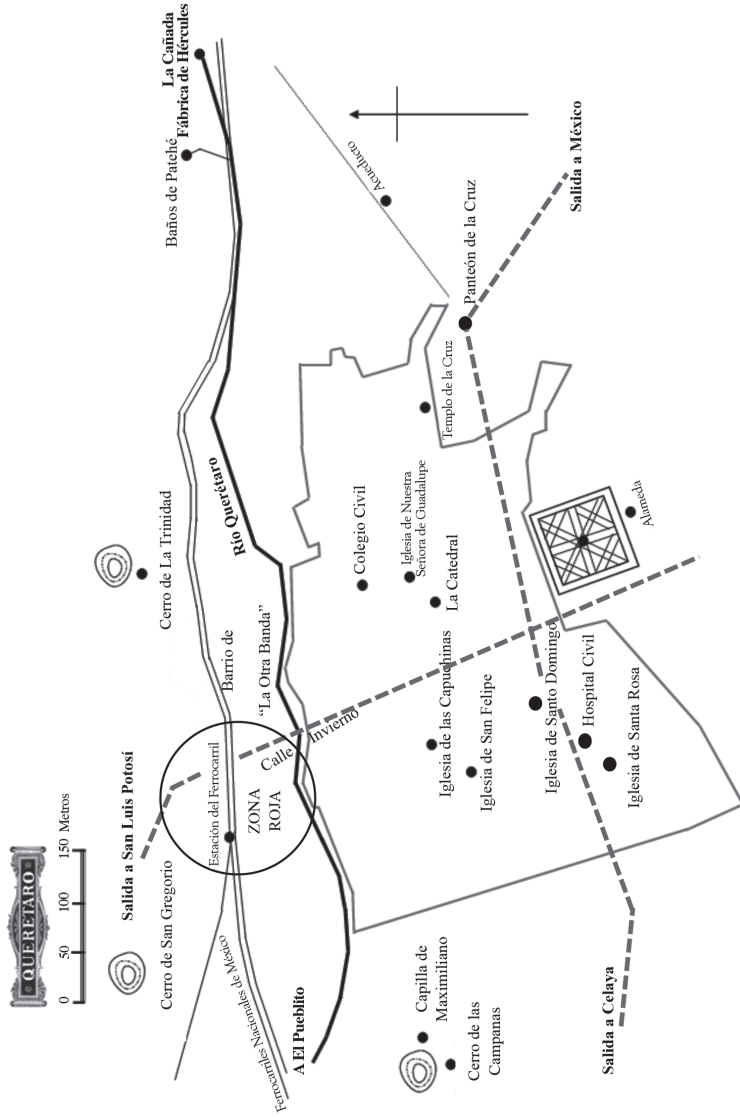 QUERETARO
0 50 100 150 Metros
Salida a San Luis Potosí
Cerro de San Gregorio
Ferrocarriles Nacionales de México
A El Pueblito
Estación del Ferrocarril
ZONA
ROJA
Calle Invierno
Barrio de
“La Otra Banda”
Cerro de La Trinidad
Río Querétaro
Baños de Patehé
La Cañada
Fábrica de Hércules
Acueducto
Colegio Civil
Iglesia de Nuestra
Señora de Guadalupe
La Catedral
Templo de la Cruz
Panteón de la Cruz
Salida a México
Capilla de
Maximiliano
Cerro de las
Campanas
Iglesia de las Capuchinas
Iglesia de San Felipe
Iglesia de Santo Domingo
Hospital Civil
Iglesia de Santa Rosa
Alameda
Salida a Celaya